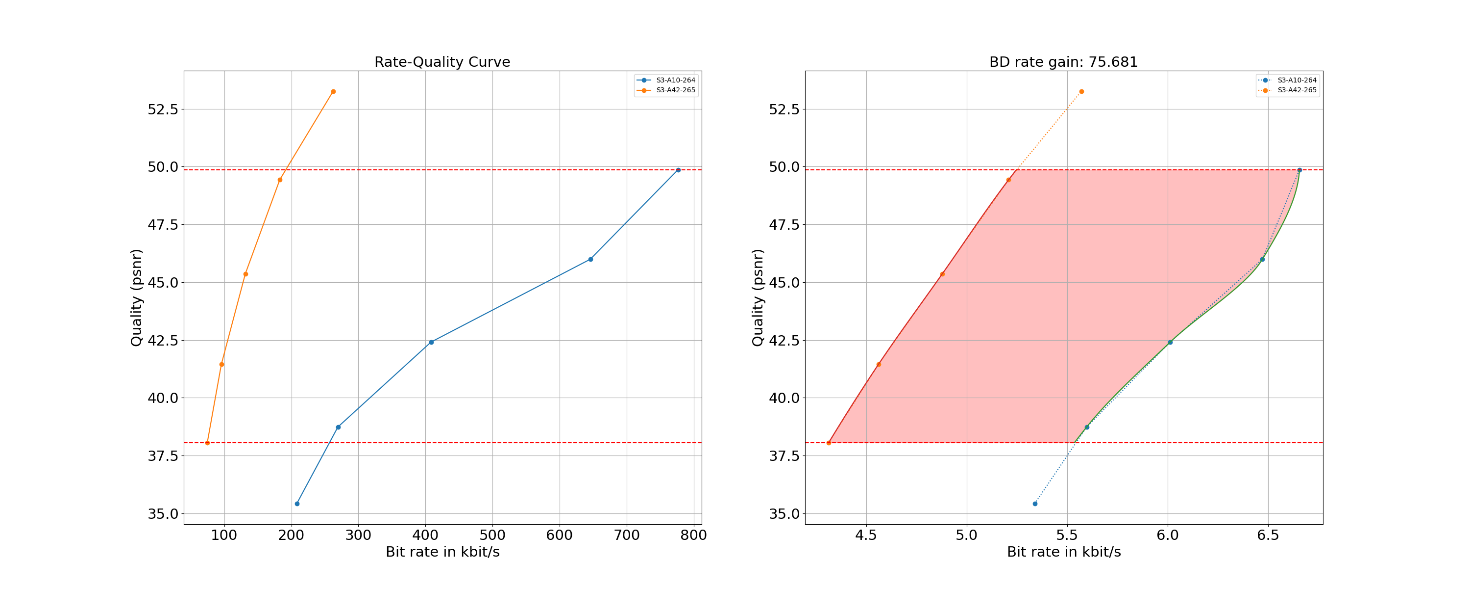 Rate-Quality Curve
S3-A10-264
S3-A42-265
52.5
50.0
47.5
45.0
42.5
40.0
37.5
35.0
Quality (psnr)
100 200 300 400 500 600 700 800
Bit rate in kbit/s
BD rate gain: 75.681
S3-A10-264
S3-A42-265
52.5
50.0
47.5
45.0
42.5
40.0
37.5
35.0
Quality (psnr)
4.5 5.0 5.5 6.0 6.5
Bit rate in kbit/s